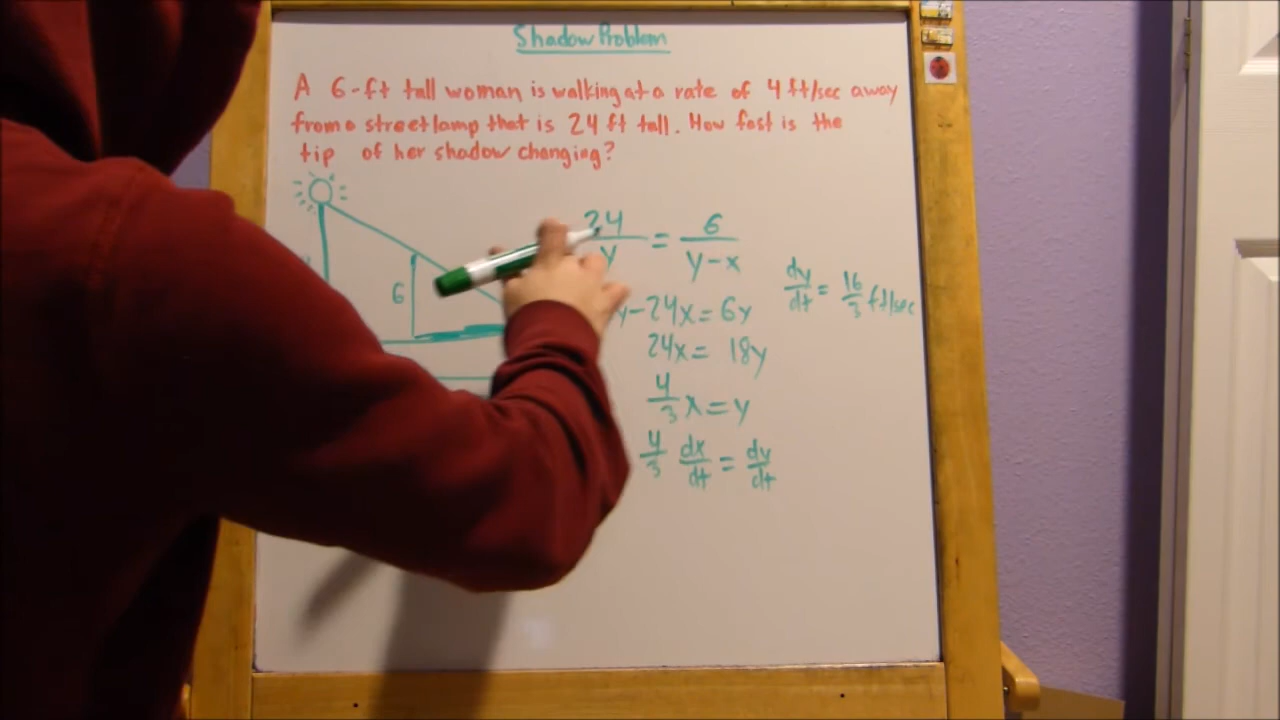 Shadow Problem
A 6-ft tall woman is walking at a rate of 4 ft/sec away
from a streetlamp that is 24 ft tall. How fast is the
tip of her shadow changing?
24/y = 6/(y-x)
6
dy/dt = 16/3 ft/sec
y-24x=6y
24x= 18y
4/3 x=y
4/3 dx/dt = dy/dt